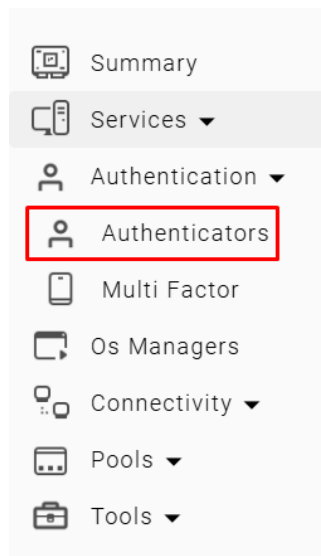 Summary
Services
Authentication
Authenticators
Multi Factor
Os Managers
Connectivity
Pools
Tools